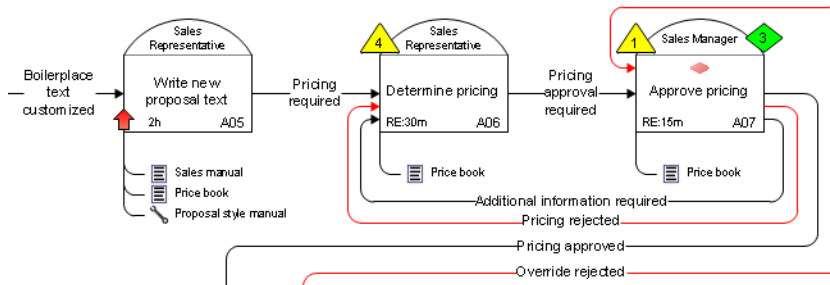 Sales
Representative
4
Sales
Representative
1
Sales Manager
3
Boilerplace
text
customized
Write new
proposal text
2h
A05
Pricing
required
Determine pricing
RE:30m
A06
Pricing
approval
required
Approve pricing
RE:15m
A07
Sales manual
Price book
Proposal style manual
Price book
Price book
Additional information required
Pricing rejected
Pricing approved
Override rejected